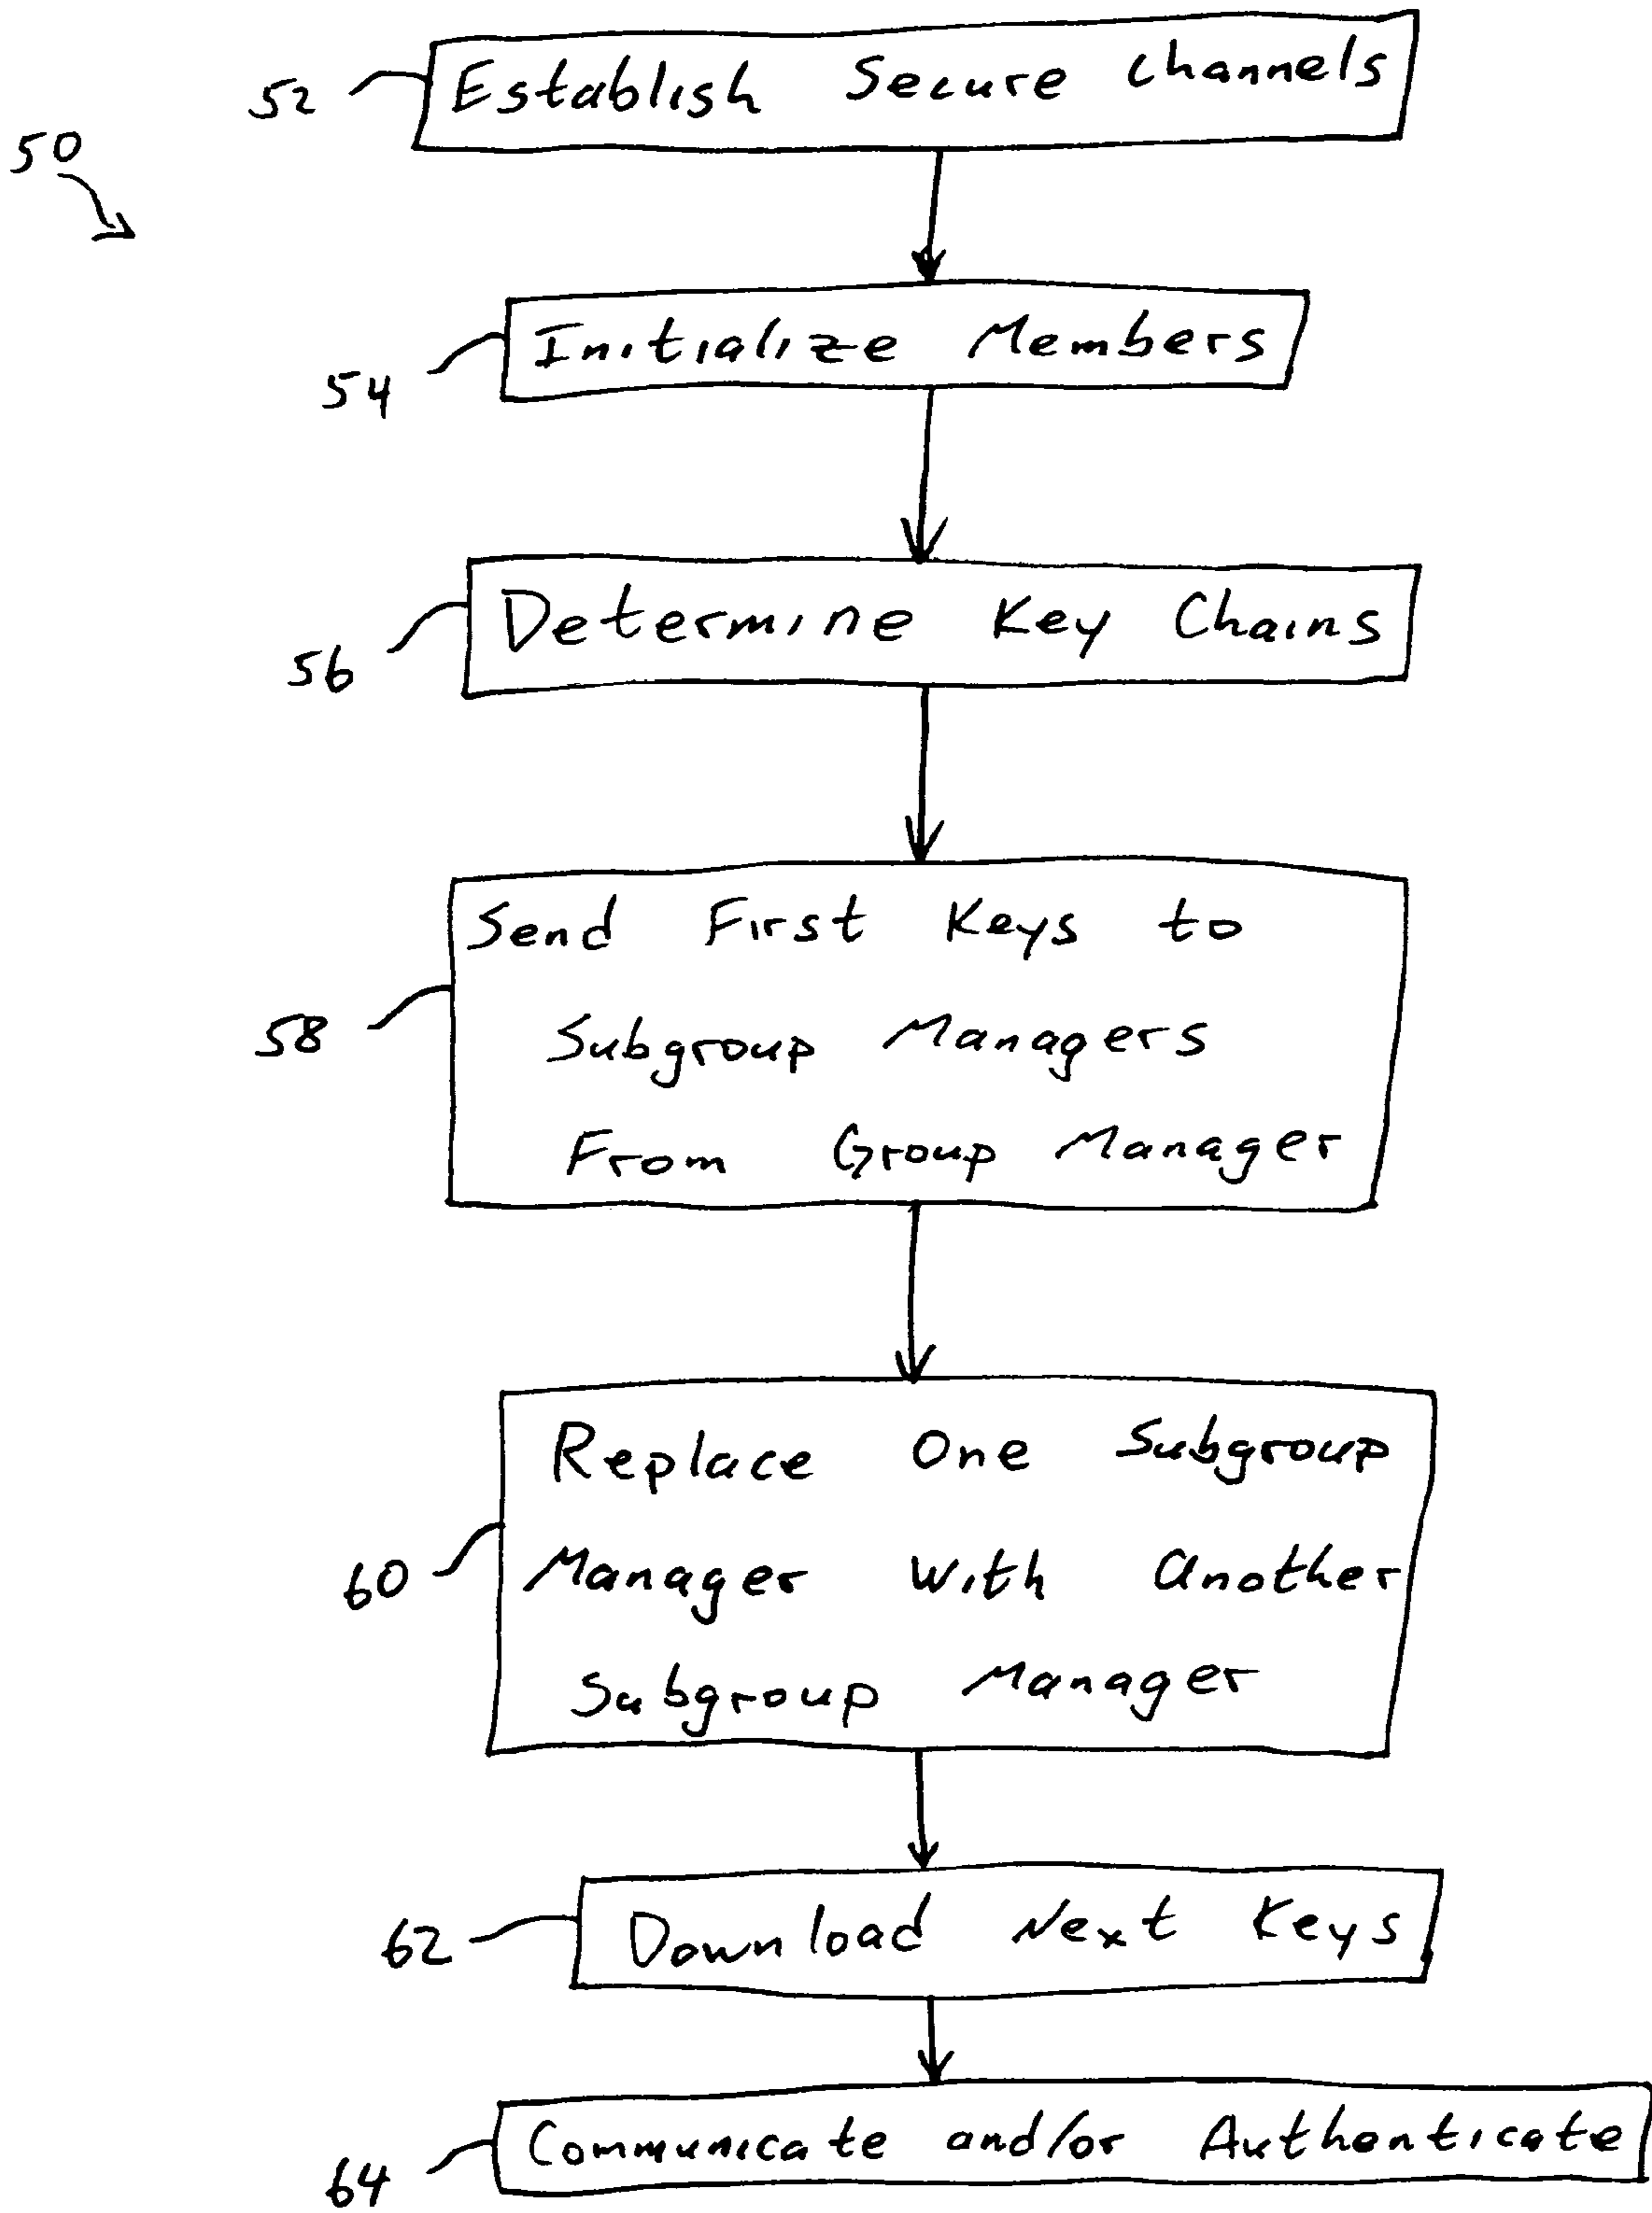 52 Establish Secure channels
50
54 Initialize Members
56 Determine Key Chains
Send First Keys to
58 Subgroup Managers
From Group Manager
Replace One Subgroup
60 Manager With Another
Subgroup Manager
62 Download Next Keys
64 Communicate and/or Authenticate